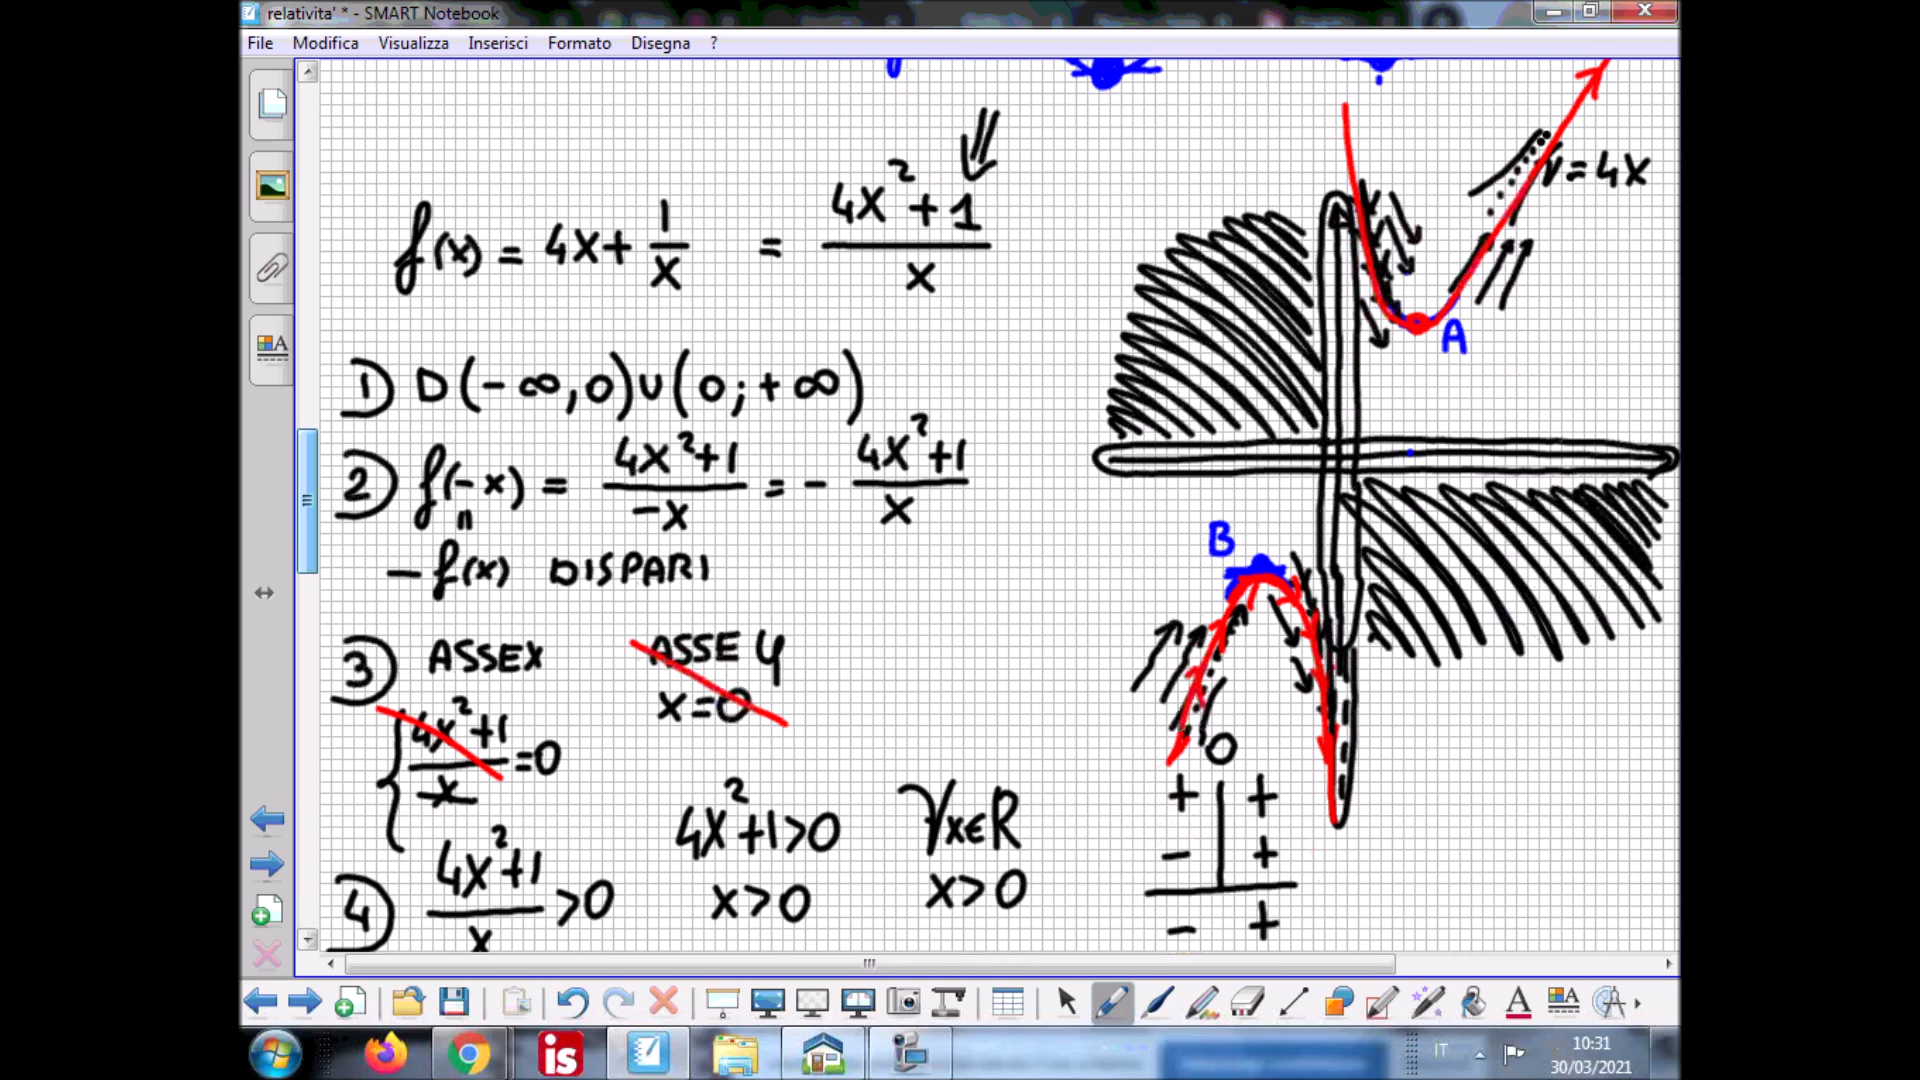 relativita' * - SMART Notebook
File Modifica Visualizza Inserisci Formato Disegna ?
f(x) = 4x + 1/x = (4x² + 1)/x
1) D(-∞,0)∪(0;+∞)
2) f(-x) = (4x²+1)/-x = - (4x²+1)/x
"
- f(x) DISPARI
3) ASSEX ASSE Y
x=0
{ (4x²+1)/x =0
4) (4x²+1)/x >0
4x²+1>0 ∀x∈R
x>0 x>0
= 4x
A
B
0
+ | +
- | +
- +
is
IT
10:31
30/03/2021